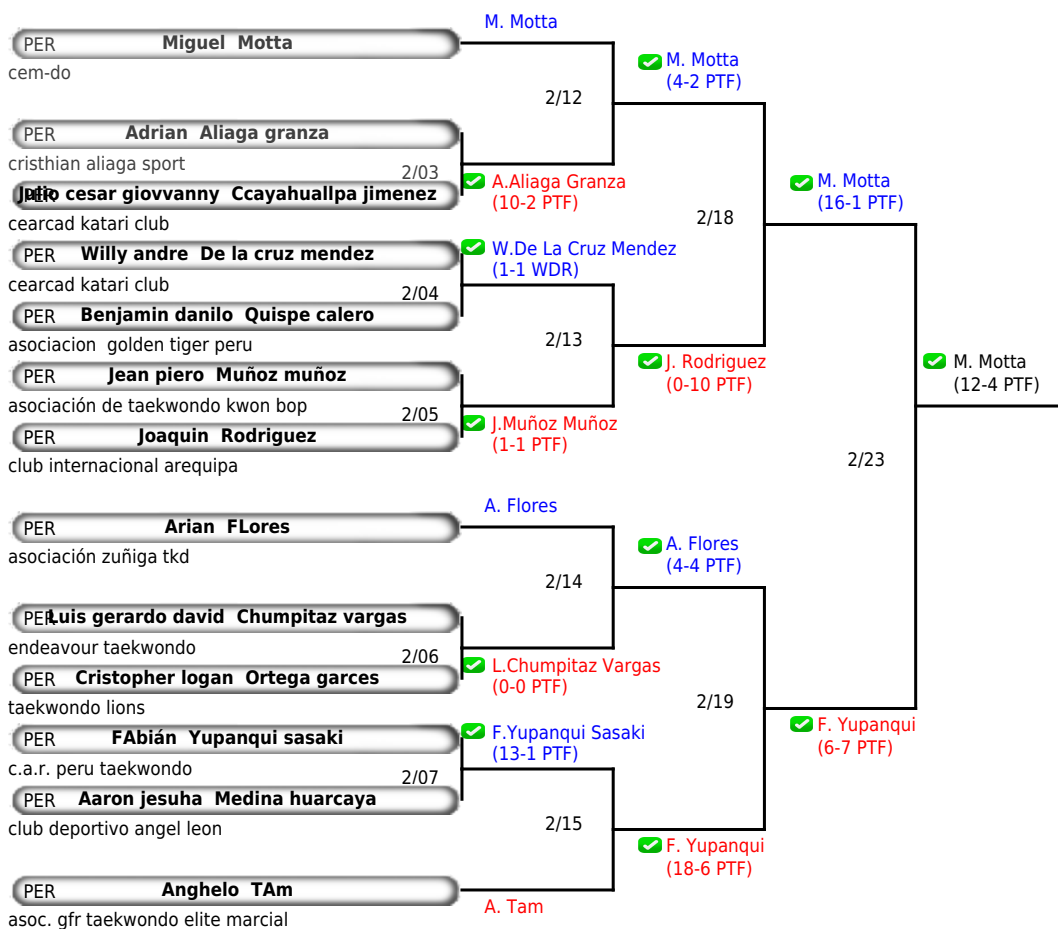 M. Motta
PER Miguel Motta
cem-do
M. Motta
(4-2 PTF)
2/12
PER Adrian Aliaga granza
cristhian aliaga sport
2/03
A.Aliaga Granza
(10-2 PTF)
M. Motta
(16-1 PTF)
PER Julio cesar giovvanny Ccayahuallpa jimenez
cearcad katari club
2/18
PER Willy andre De la cruz mendez
W.De La Cruz Mendez
(1-1 WDR)
cearcad katari club
2/04
PER Benjamin danilo Quispe calero
asociacion golden tiger peru
2/13
PER Jean piero Muñoz muñoz
J. Rodriguez
(0-10 PTF)
M. Motta
(12-4 PTF)
asociación de taekwondo kwon bop
2/05
PER Joaquin Rodriguez
J.Muñoz Muñoz
(1-1 PTF)
club internacional arequipa
2/23
A. Flores
PER Arian FLores
asociación zuñiga tkd
A. Flores
(4-4 PTF)
2/14
PER Luis gerardo david Chumpitaz vargas
endeavour taekwondo
2/06
PER Cristopher logan Ortega garces
L.Chumpitaz Vargas
(0-0 PTF)
taekwondo lions
2/19
PER FAbián Yupanqui sasaki
F.Yupanqui Sasaki
(13-1 PTF)
F. Yupanqui
(6-7 PTF)
c.a.r. peru taekwondo
2/07
PER Aaron jesuha Medina huarcaya
club deportivo angel leon
2/15
F. Yupanqui
(18-6 PTF)
PER Anghelo TAm
A. Tam
asoc. gfr taekwondo elite marcial